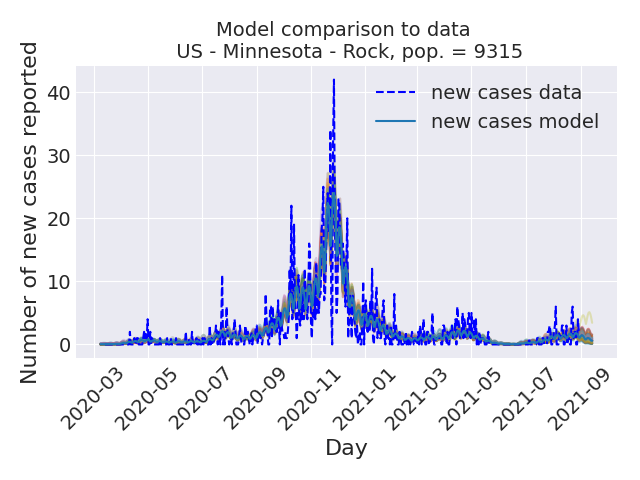 Model comparison to data
US - Minnesota - Rock, pop. = 9315
Number of new cases reported
40
30
20
10
0
new cases data
new cases model
2020-03
2020-05
2020-07
2020-09
2020-11
2021-01
2021-03
2021-05
2021-07
2021-09
Day